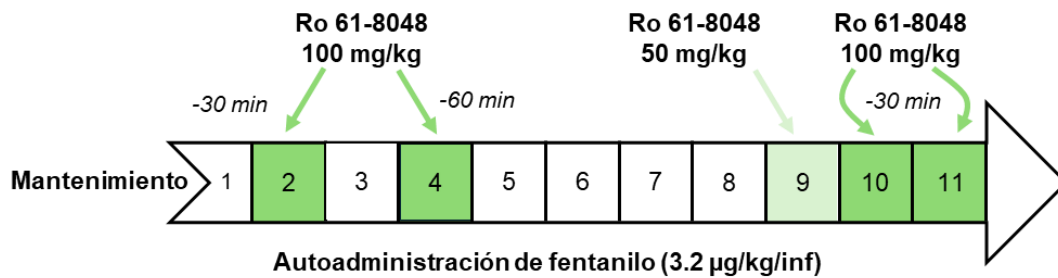 Ro 61-8048
100 mg/kg
Ro 61-8048
50 mg/kg
Ro 61-8048
100 mg/kg
-30 min
-60 min
-30 min
Mantenimiento
1 2 3 4 5 6 7 8 9 10 11
Autoadministración de fentanilo (3.2 µg/kg/inf)